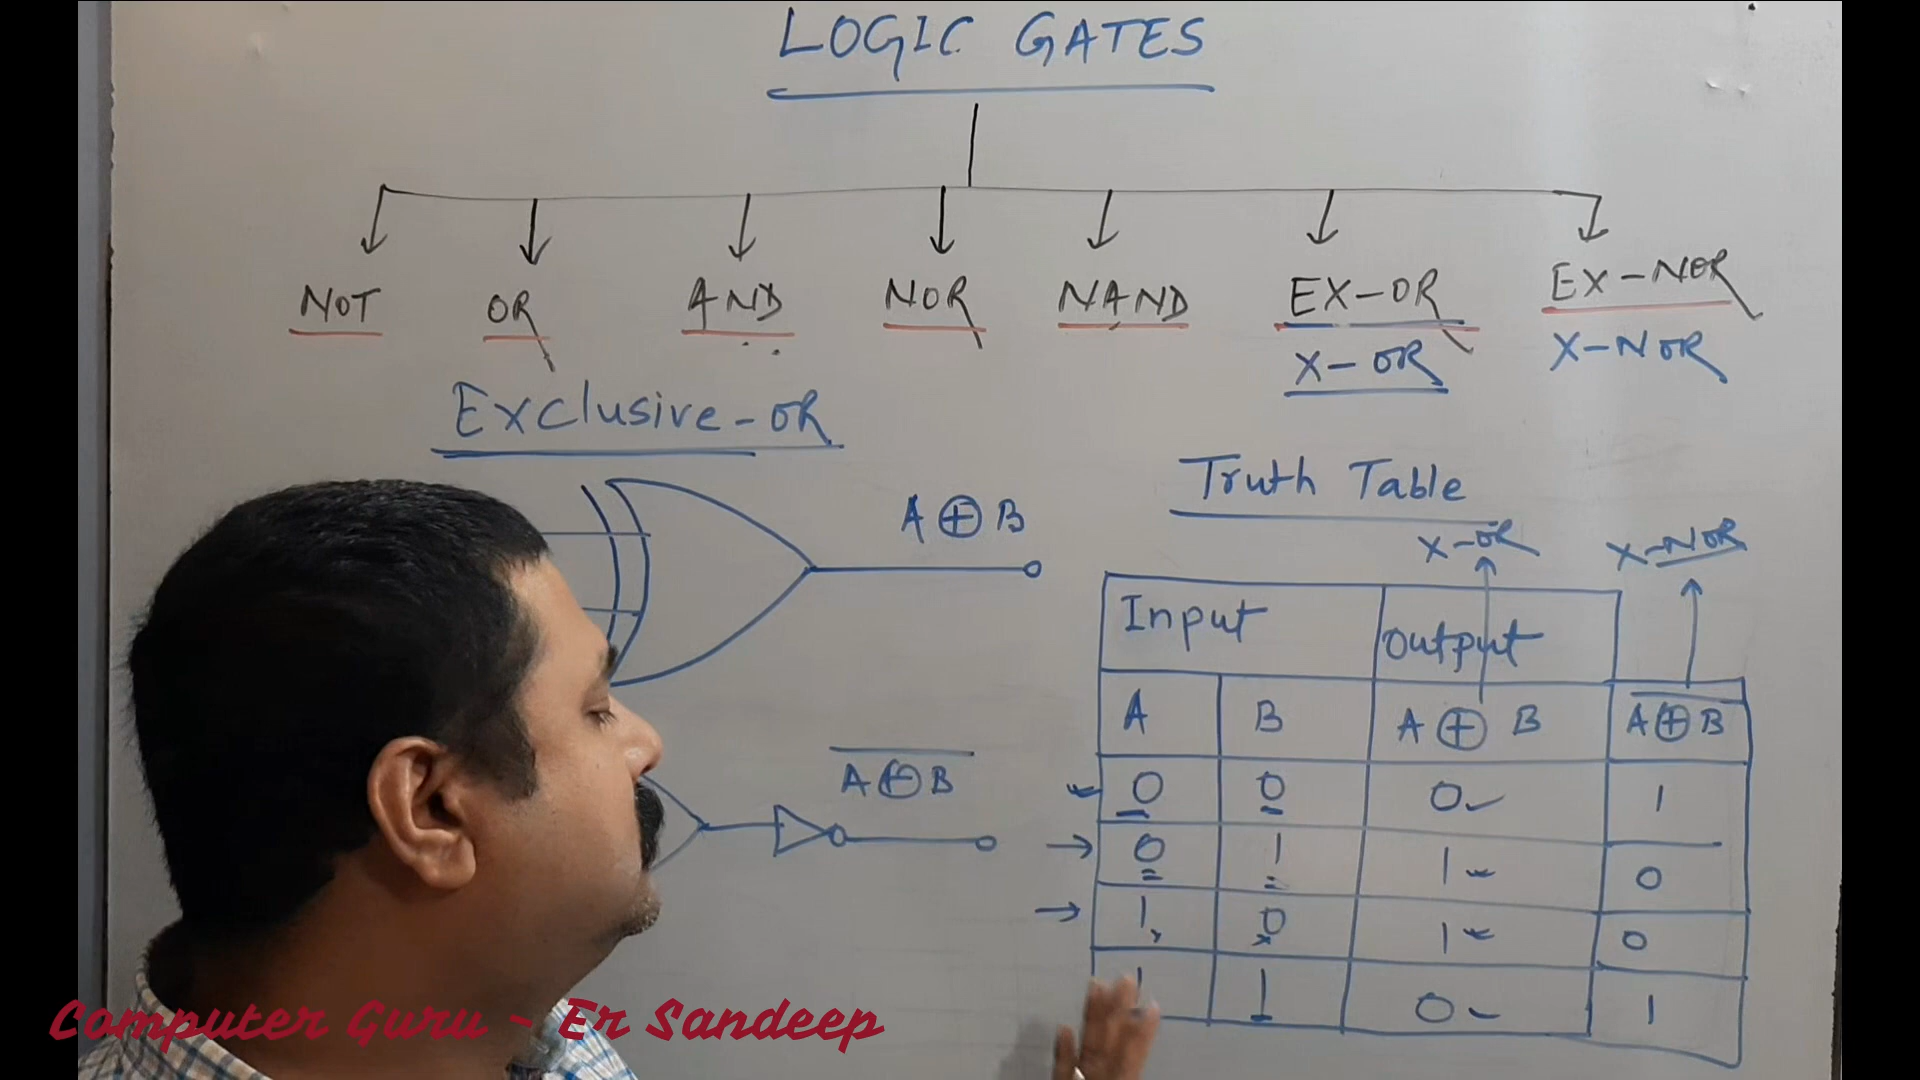 LOGIC GATES
NOT OR AND NOR NAND EX-OR EX-NOR
X-OR X-NOR
Exclusive-OR
A ⊕ B
A̅ ̅⊕̅ ̅B̅
Truth Table
X-OR X-NOR
Input Output
A B A ⊕ B A̅ ̅⊕̅ ̅B̅
0 0 0 1
0 1 1 0
1 0 1 0
1 1 0 1
Computer Guru - Er Sandeep